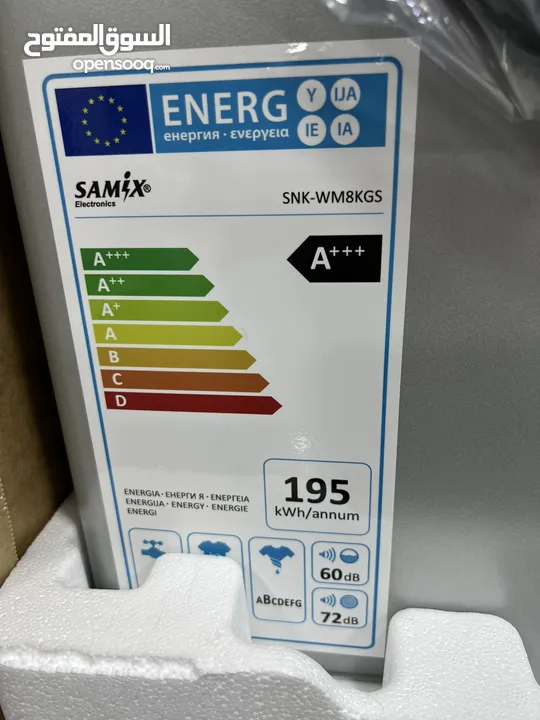 السوق المفتوح
opensooq.com
ENERG Y IJA
енергия · ενεργεια IE IA
SAMIX®
Electronics
SNK-WM8KGS
A+++ A+++
A++
A+
A
B
C
D
ENERGIA · ЕНЕРГИ Я · ΕΝΕΡΓΕΙΑ
ENERGIJA · ENERGY · ENERGIE
ENERGI
195
kWh/annum
60dB
ABCDEFG
72dB